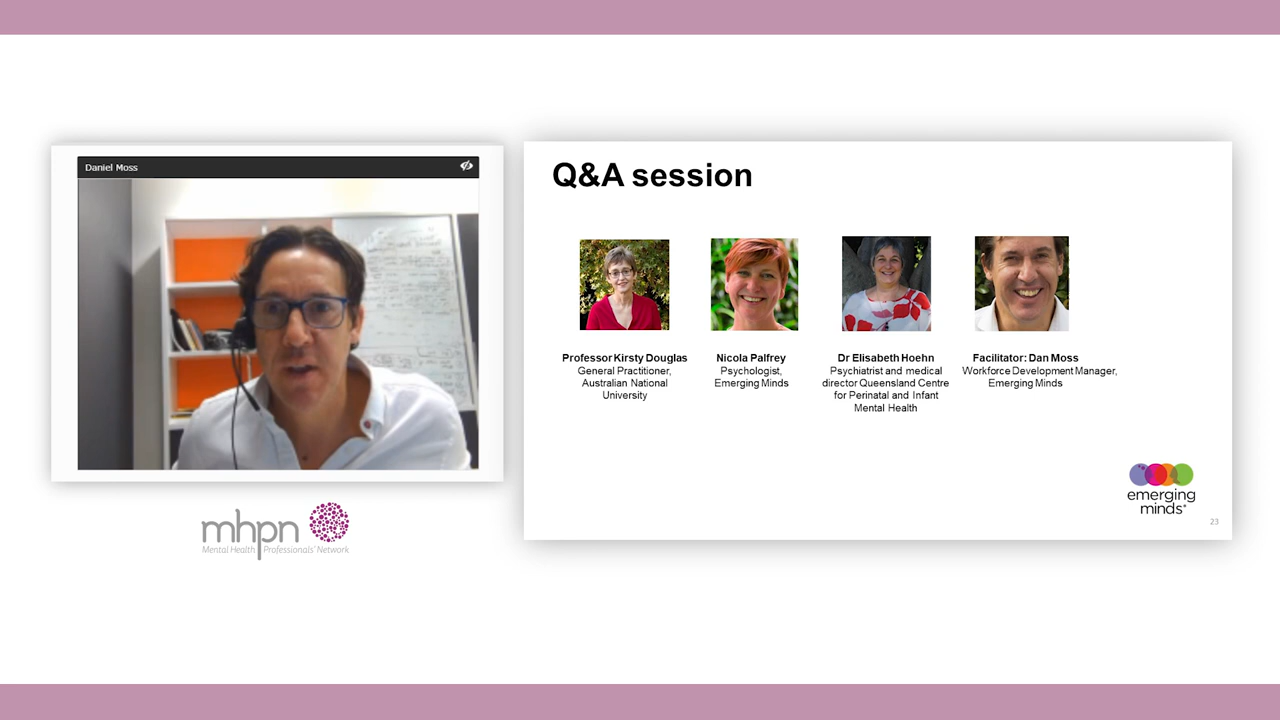 Daniel Moss
mhpn
Mental Health Professionals' Network
Q&A session
Professor Kirsty Douglas
General Practitioner,
Australian National
University
Nicola Palfrey
Psychologist,
Emerging Minds
Dr Elisabeth Hoehn
Psychiatrist and medical
director Queensland Centre
for Perinatal and Infant
Mental Health
Facilitator: Dan Moss
Workforce Development Manager,
Emerging Minds
emerging
minds
23